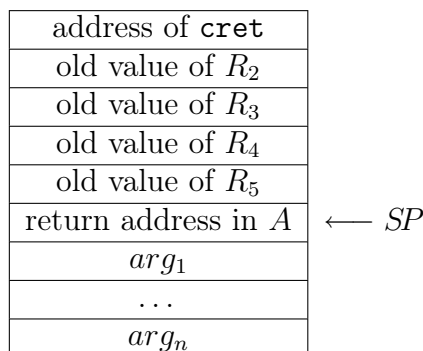 address of cret
old value of R₂
old value of R₃
old value of R₄
old value of R₅
return address in A ⟵ SP
arg₁
...
argₙ